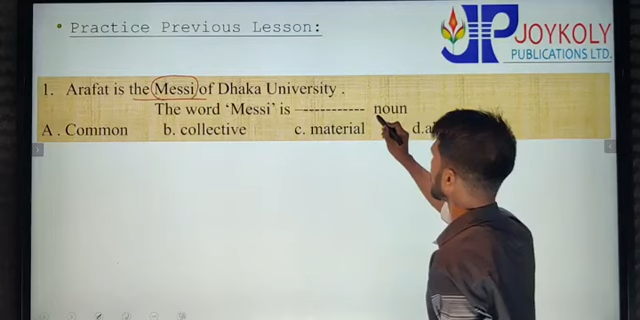 • Practice Previous Lesson:
JP JOYKOLY
PUBLICATIONS LTD.
1. Arafat is the Messi of Dhaka University .
The word ‘Messi’ is ------------ noun
A . Common b. collective c. material d.a